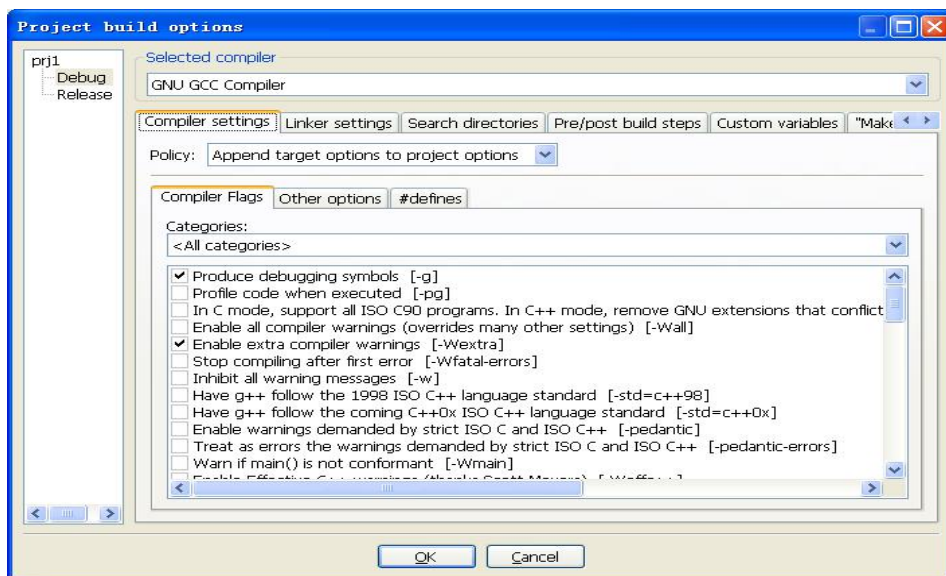 Project build options
prj1
Debug
Release
Selected compiler
GNU GCC Compiler
Compiler settings
Linker settings
Search directories
Pre/post build steps
Custom variables
"Make
Policy:
Append target options to project options
Compiler Flags
Other options
#defines
Categories:
<All categories>
Produce debugging symbols [-g]
Profile code when executed [-pg]
In C mode, support all ISO C90 programs. In C++ mode, remove GNU extensions that conflict
Enable all compiler warnings (overrides many other settings) [-Wall]
Enable extra compiler warnings [-Wextra]
Stop compiling after first error [-Wfatal-errors]
Inhibit all warning messages [-w]
Have g++ follow the 1998 ISO C++ language standard [-std=c++98]
Have g++ follow the coming C++0x ISO C++ language standard [-std=c++0x]
Enable warnings demanded by strict ISO C and ISO C++ [-pedantic]
Treat as errors the warnings demanded by strict ISO C and ISO C++ [-pedantic-errors]
Warn if main() is not conformant [-Wmain]
Enable Effective C++ warnings (thanks Scott Meyers) [-Weffc++]
OK
Cancel